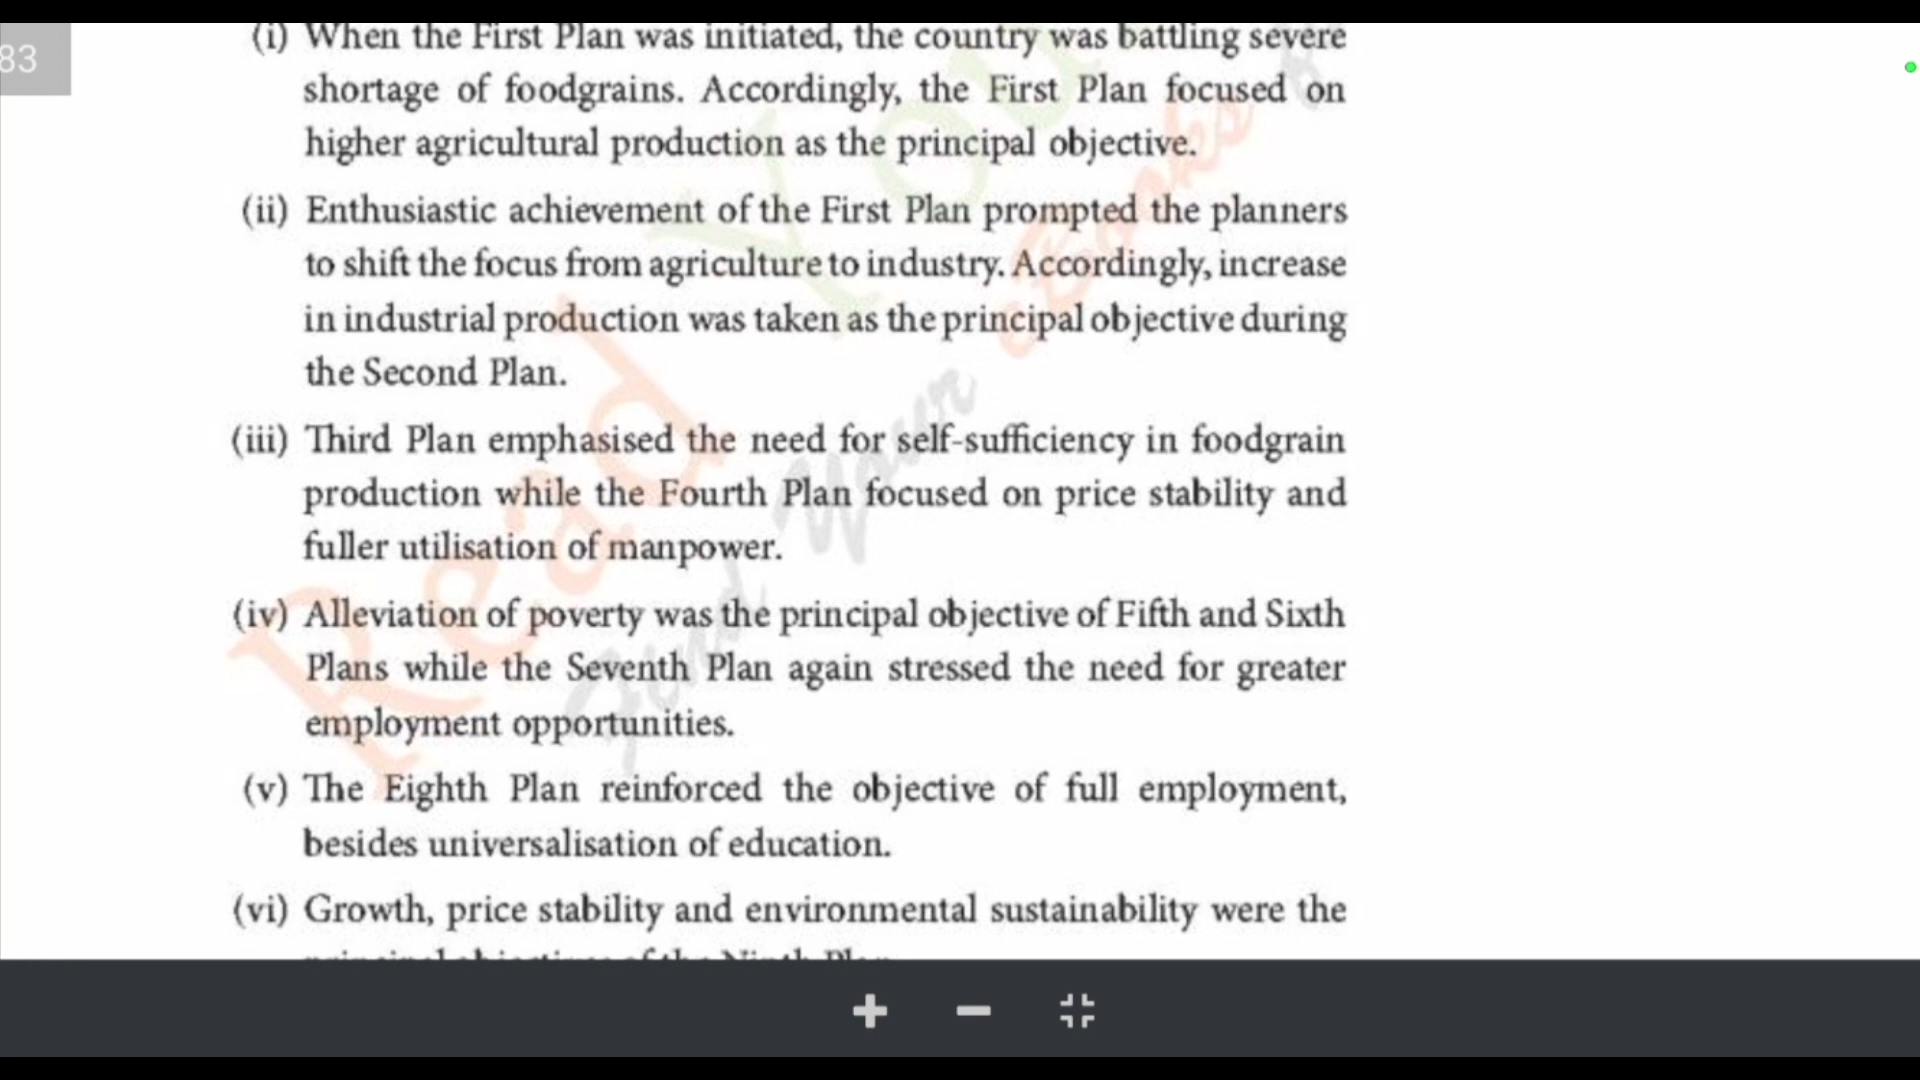 83
(i) When the First Plan was initiated, the country was battling severe
shortage of foodgrains. Accordingly, the First Plan focused on
higher agricultural production as the principal objective.
(ii) Enthusiastic achievement of the First Plan prompted the planners
to shift the focus from agriculture to industry. Accordingly, increase
in industrial production was taken as the principal objective during
the Second Plan.
(iii) Third Plan emphasised the need for self-sufficiency in foodgrain
production while the Fourth Plan focused on price stability and
fuller utilisation of manpower.
(iv) Alleviation of poverty was the principal objective of Fifth and Sixth
Plans while the Seventh Plan again stressed the need for greater
employment opportunities.
(v) The Eighth Plan reinforced the objective of full employment,
besides universalisation of education.
(vi) Growth, price stability and environmental sustainability were the
Read You
Find Your